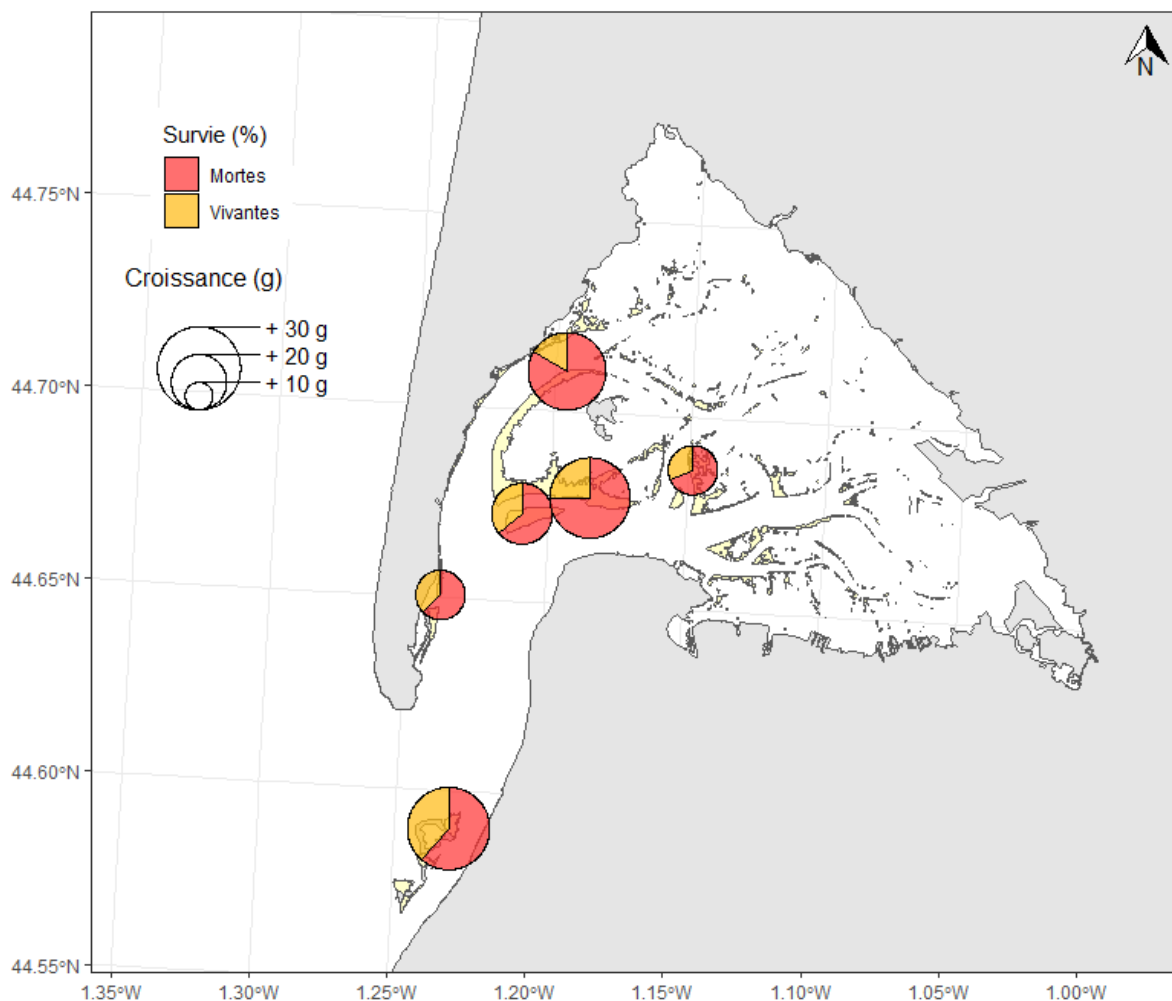 N
Survie (%)
Mortes
Vivantes
Croissance (g)
+ 30 g
+ 20 g
+ 10 g
44.75°N
44.70°N
44.65°N
44.60°N
44.55°N
1.35°W 1.30°W 1.25°W 1.20°W 1.15°W 1.10°W 1.05°W 1.00°W